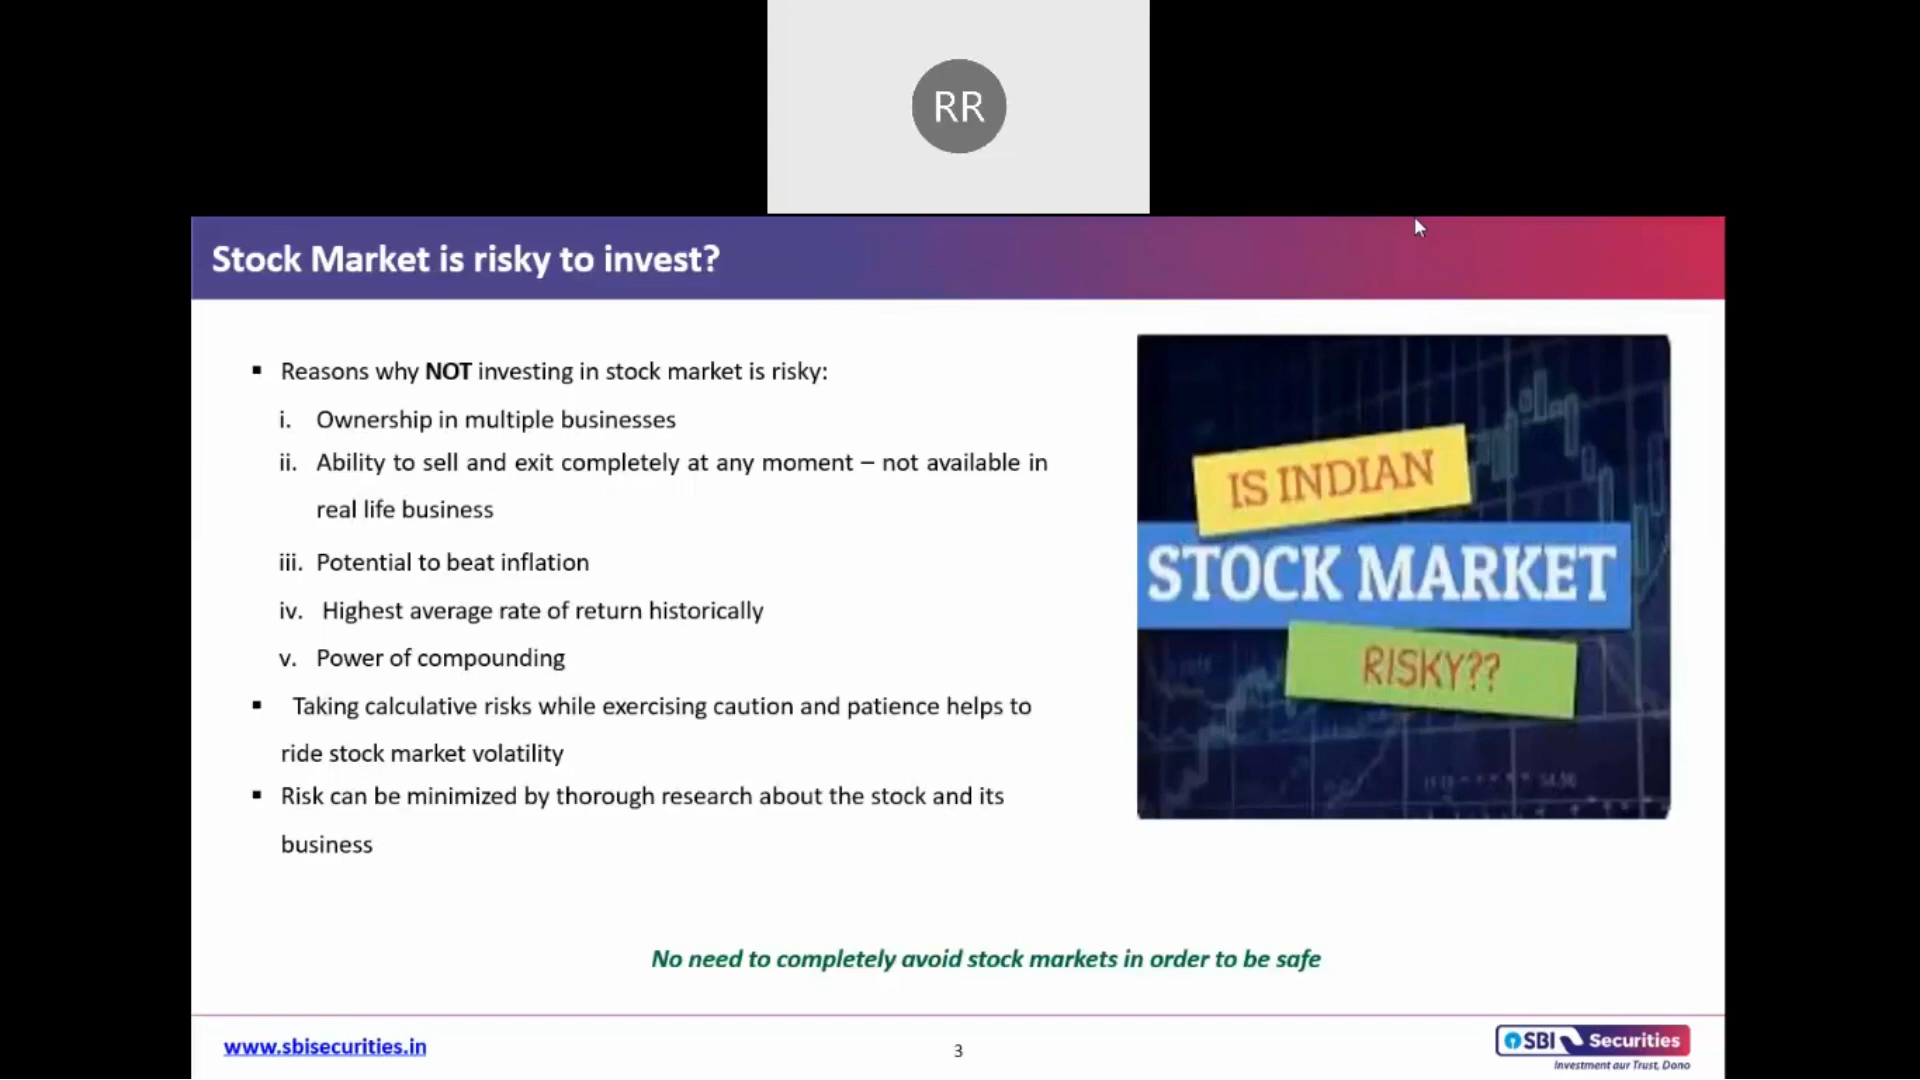 RR
Stock Market is risky to invest?
▪ Reasons why NOT investing in stock market is risky:
i. Ownership in multiple businesses
ii. Ability to sell and exit completely at any moment – not available in
real life business
iii. Potential to beat inflation
iv. Highest average rate of return historically
v. Power of compounding
▪ Taking calculative risks while exercising caution and patience helps to
ride stock market volatility
▪ Risk can be minimized by thorough research about the stock and its
business
IS INDIAN
STOCK MARKET
RISKY??
No need to completely avoid stock markets in order to be safe
www.sbisecurities.in
3
SBI Securities
Investment aur Trust, Dono